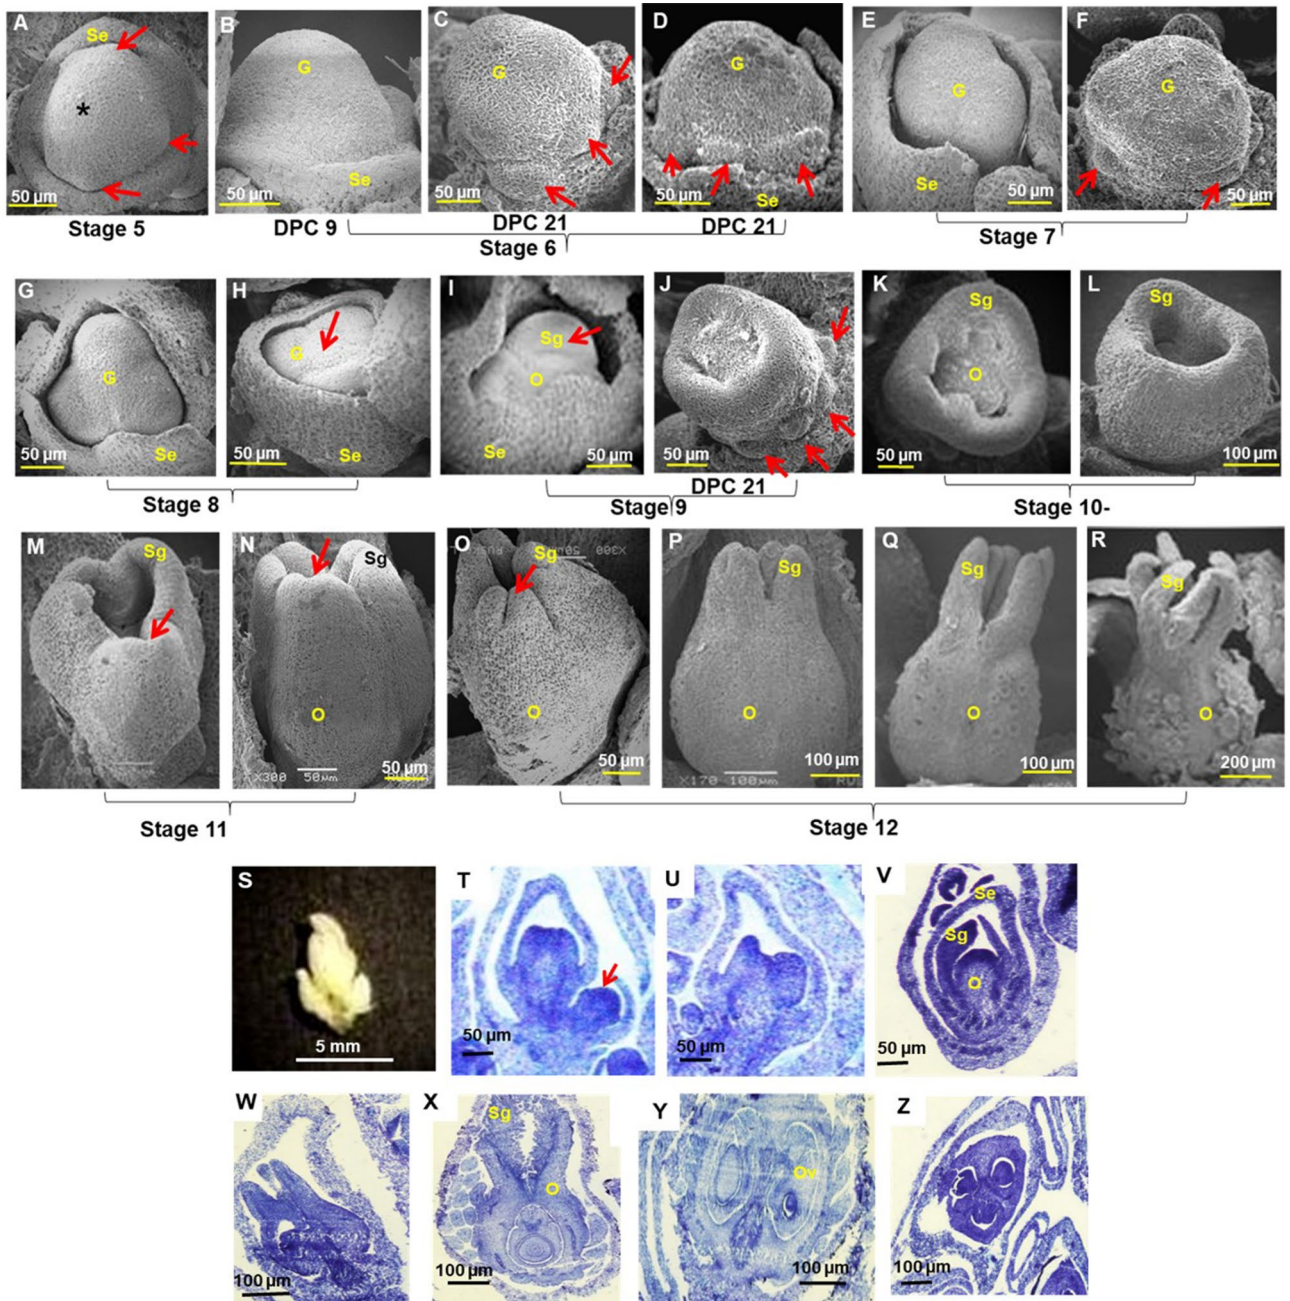 A Se * 50 µm
B G Se 50 µm
C G 50 µm
D G Se 50 µm
E G Se 50 µm
F G 50 µm
Stage 5 DPC 9 DPC 21 DPC 21
Stage 6 Stage 7
G G Se 50 µm
H G Se 50 µm
I Sg O Se 50 µm
J 50 µm
K Sg O 50 µm
L Sg 100 µm
DPC 21
Stage 8 Stage 9 Stage 10-
M Sg
N Sg O X300 50µm 50 µm
O Sg O 50 µm
P Sg O X170 100µm 100 µm
Q Sg O 100 µm
R Sg O 200 µm
Stage 11 Stage 12
S 5 mm
T 50 µm
U 50 µm
V Se Sg O 50 µm
W 100 µm
X Sg O 100 µm
Y Ov 100 µm
Z 100 µm